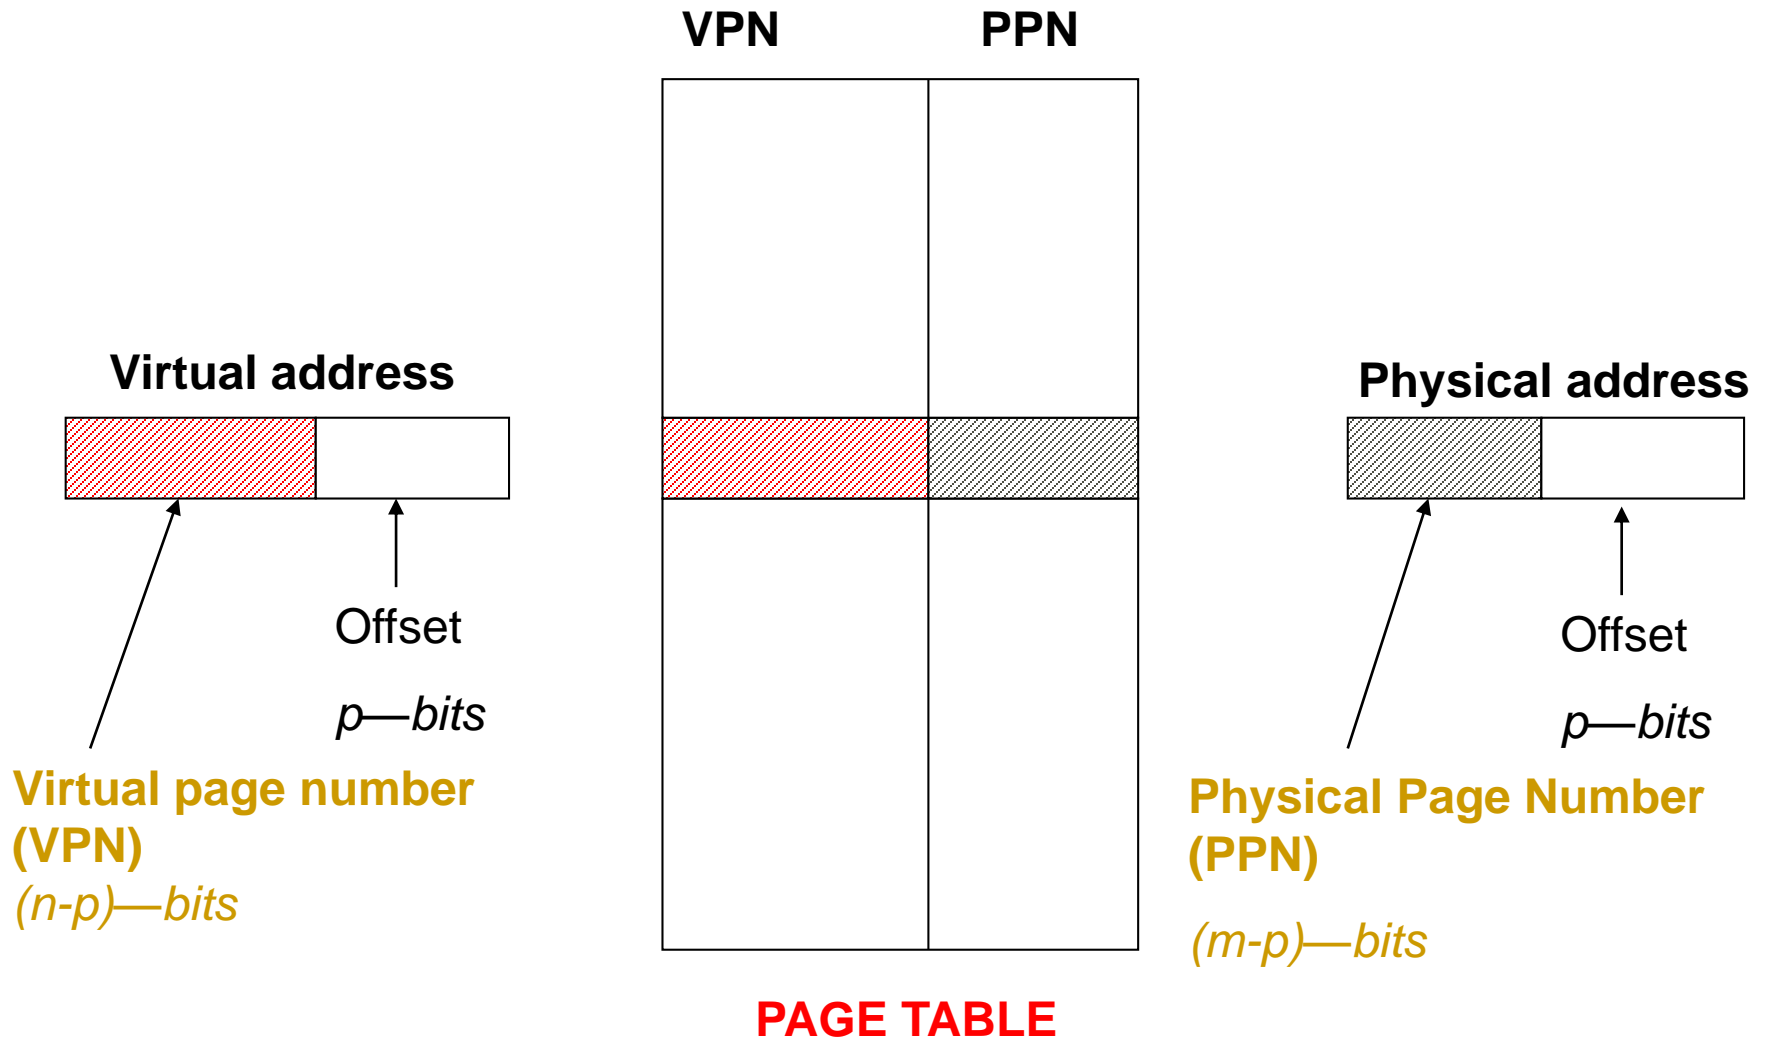 VPN
PPN
Virtual address
Offset
p—bits
Virtual page number
(VPN)
(n-p)—bits
Physical address
Offset
p—bits
Physical Page Number
(PPN)
(m-p)—bits
PAGE TABLE